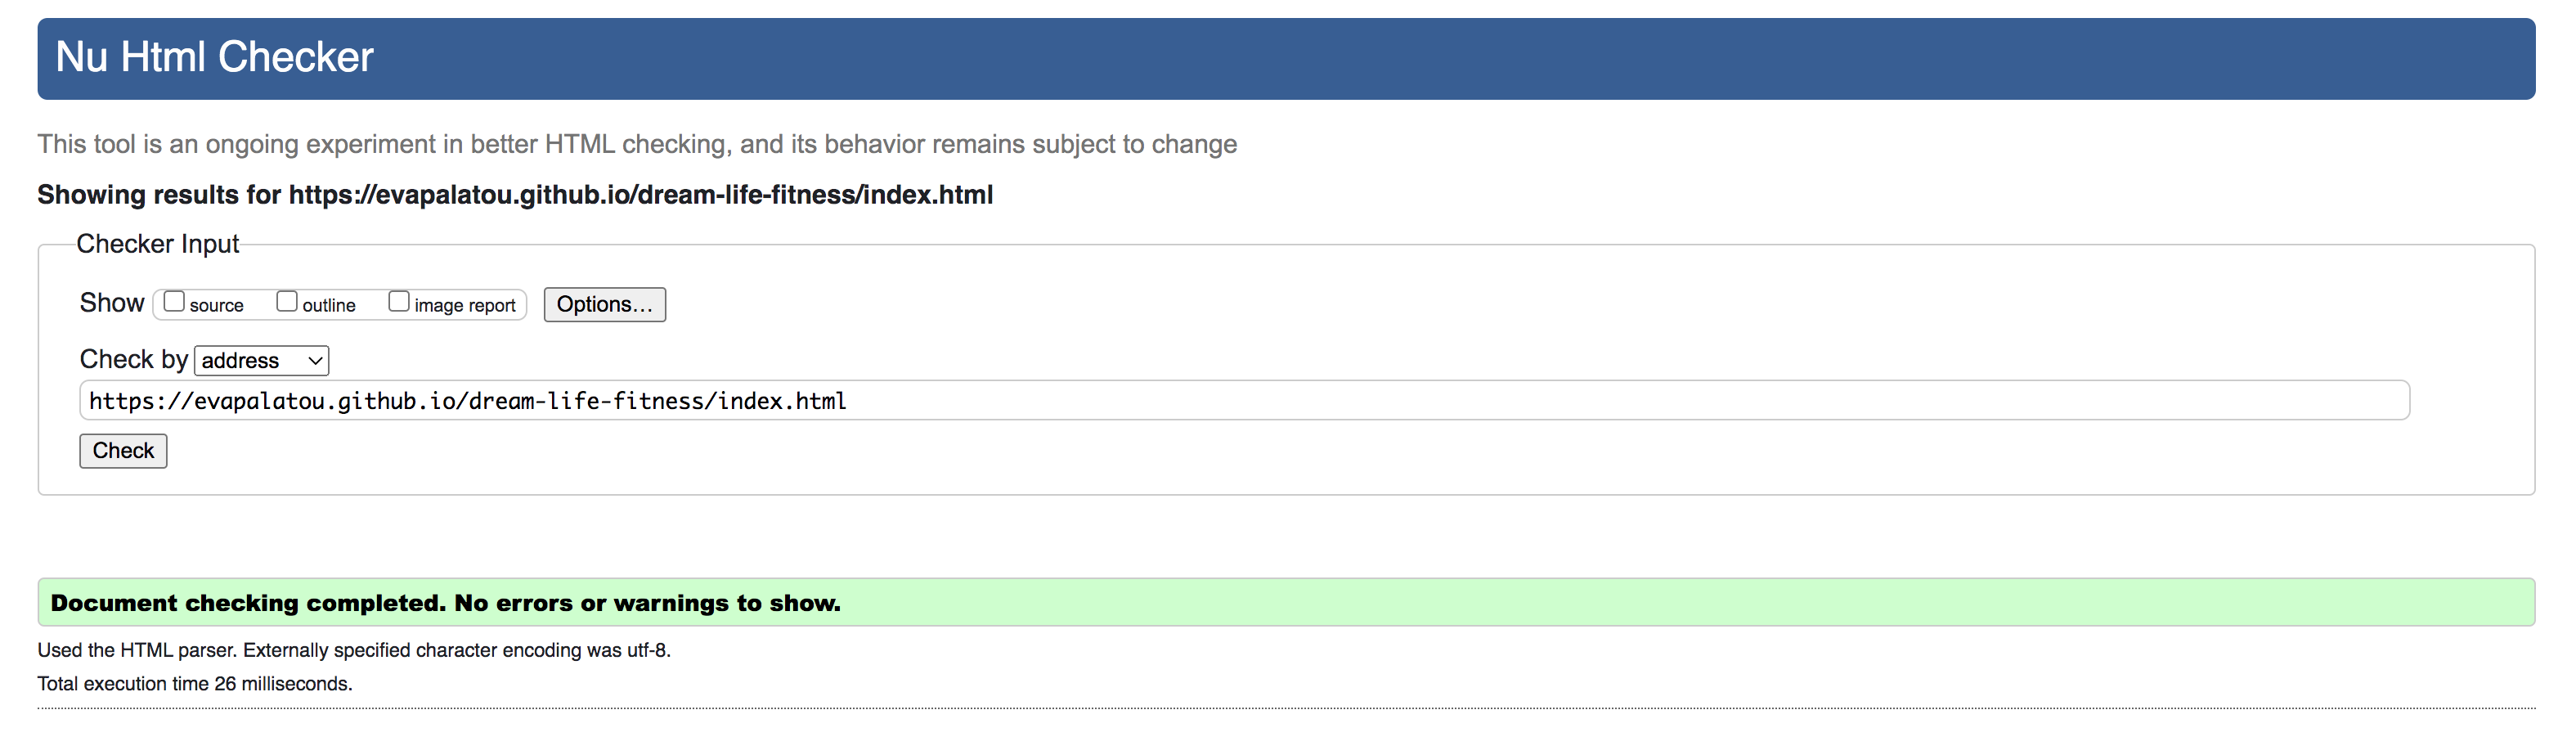 Nu Html Checker
This tool is an ongoing experiment in better HTML checking, and its behavior remains subject to change
Showing results for https://evapalatou.github.io/dream-life-fitness/index.html
Checker Input
Show source outline image report Options...
Check by address
https://evapalatou.github.io/dream-life-fitness/index.html
Check
Document checking completed. No errors or warnings to show.
Used the HTML parser. Externally specified character encoding was utf-8.
Total execution time 26 milliseconds.